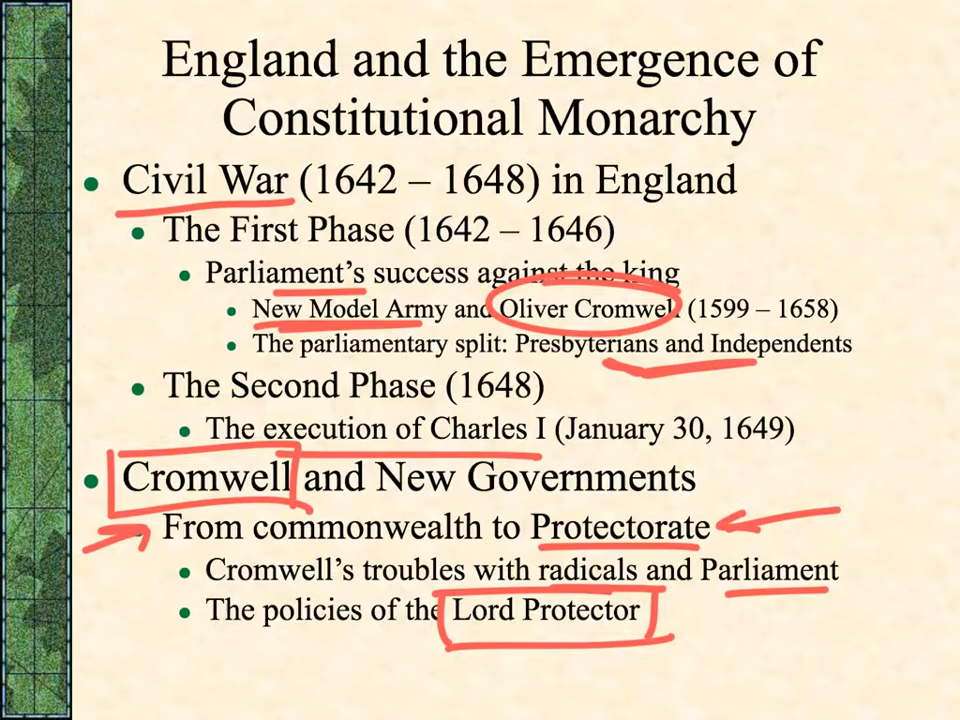 England and the Emergence of
Constitutional Monarchy
• Civil War (1642 – 1648) in England
• The First Phase (1642 – 1646)
• Parliament’s success against the king
• New Model Army and Oliver Cromwell (1599 – 1658)
• The parliamentary split: Presbyterians and Independents
• The Second Phase (1648)
• The execution of Charles I (January 30, 1649)
• Cromwell and New Governments
From commonwealth to Protectorate
• Cromwell’s troubles with radicals and Parliament
• The policies of the Lord Protector